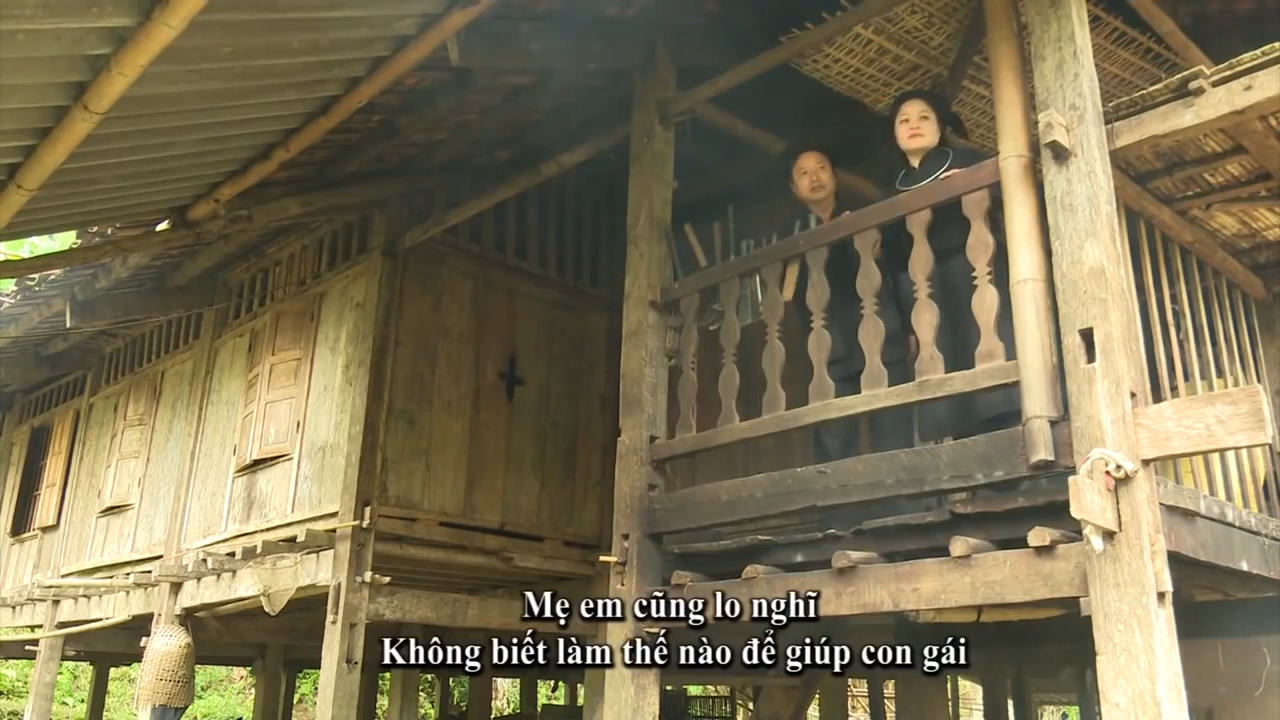 Mẹ em cũng lo nghĩ
Không biết làm thế nào để giúp con gái